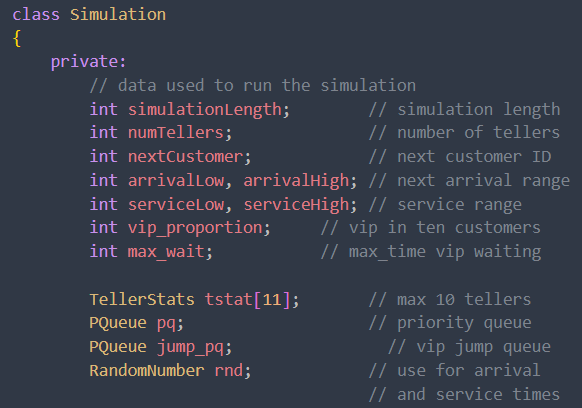 class Simulation
{
    private:
        // data used to run the simulation
        int simulationLength;        // simulation length
        int numTellers;              // number of tellers
        int nextCustomer;            // next customer ID
        int arrivalLow, arrivalHigh; // next arrival range
        int serviceLow, serviceHigh; // service range
        int vip_proportion;     // vip in ten customers
        int max_wait;           // max_time vip waiting

        TellerStats tstat[11];       // max 10 tellers
        PQueue pq;                   // priority queue
        PQueue jump_pq;                // vip jump queue
        RandomNumber rnd;            // use for arrival
                                     // and service times